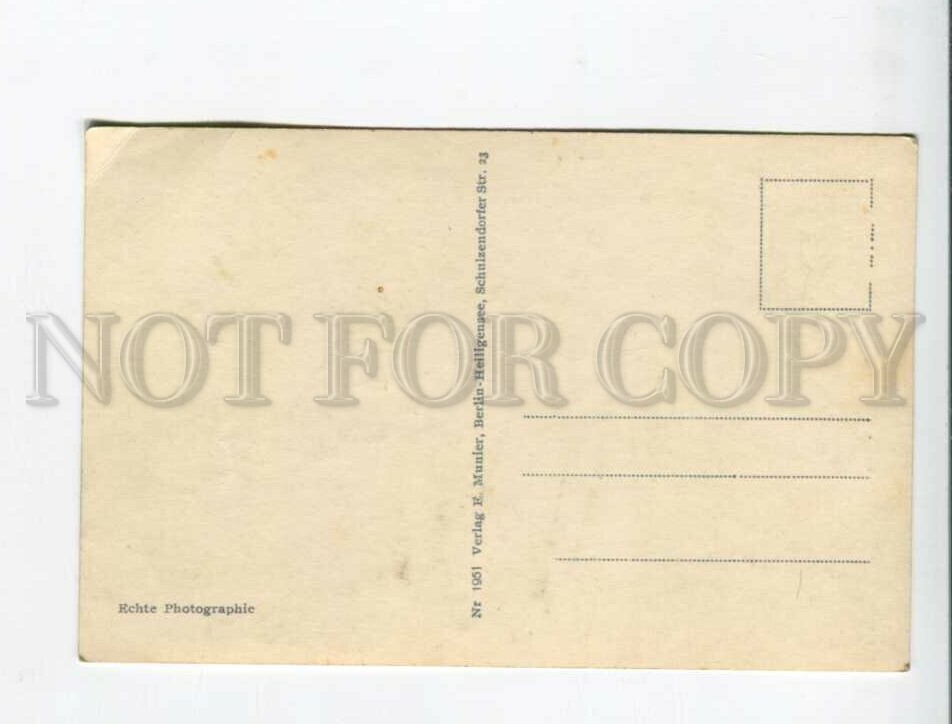 Nr 1951 Verlag E. Munier, Berlin-Heiligensee, Schulzendorfer Str. 23
NOT FOR COPY
Echte Photographie